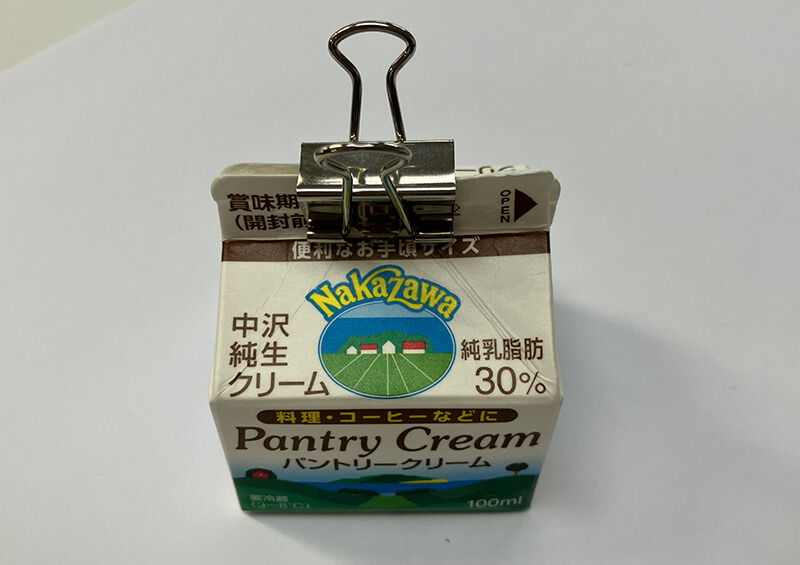 賞味期
(開封前
OPEN
便利なお手頃サイズ
Nakazawa
中沢
純生
クリーム
純乳脂肪
30%
料理・コーヒーなどに
Pantry Cream
パントリークリーム
要冷蔵
(3~8℃)
100ml